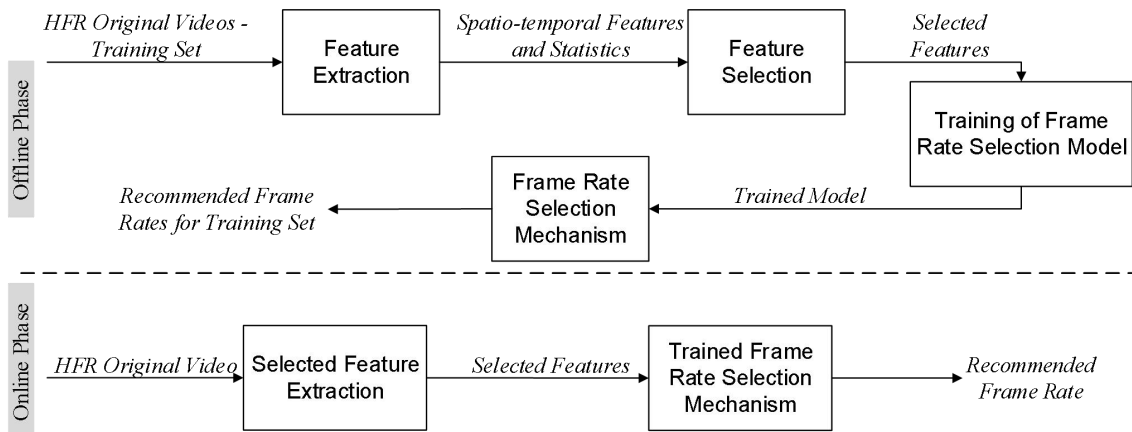 Offline Phase
HFR Original Videos -
Training Set
Feature
Extraction
Spatio-temporal Features
and Statistics
Feature
Selection
Selected
Features
Training of Frame
Rate Selection Model
Trained Model
Frame Rate
Selection
Mechanism
Recommended Frame
Rates for Training Set
Online Phase
HFR Original Video
Selected Feature
Extraction
Selected Features
Trained Frame
Rate Selection
Mechanism
Recommended
Frame Rate